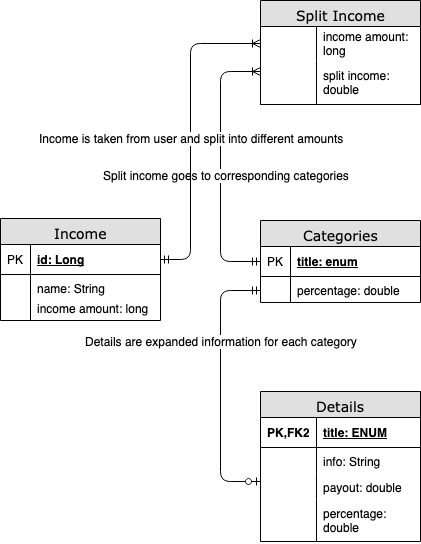 Split Income
income amount:
long
split income:
double
Income is taken from user and split into different amounts
Split income goes to corresponding categories
Income
PK id: Long
name: String
income amount: long
Categories
PK title: enum
percentage: double
Details are expanded information for each category
Details
PK,FK2 title: ENUM
info: String
payout: double
percentage:
double